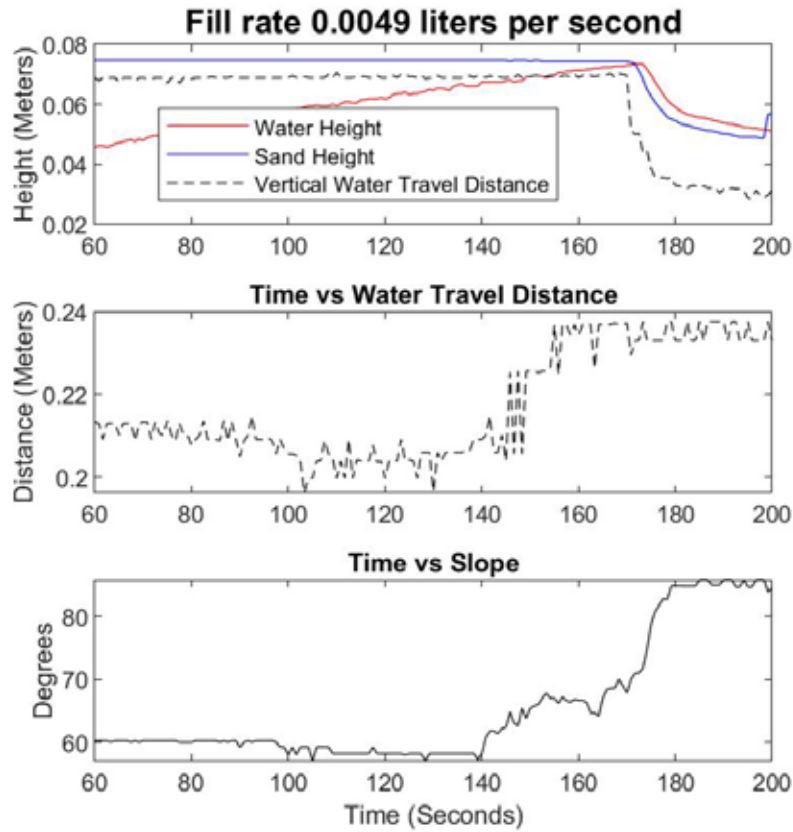 Fill rate 0.0049 liters per second
Height (Meters)
0.08
0.06
0.04
0.02
Water Height
Sand Height
Vertical Water Travel Distance
60 80 100 120 140 160 180 200
Time vs Water Travel Distance
Distance (Meters)
0.24
0.22
0.2
60 80 100 120 140 160 180 200
Time vs Slope
Degrees
80
70
60
60 80 100 120 140 160 180 200
Time (Seconds)